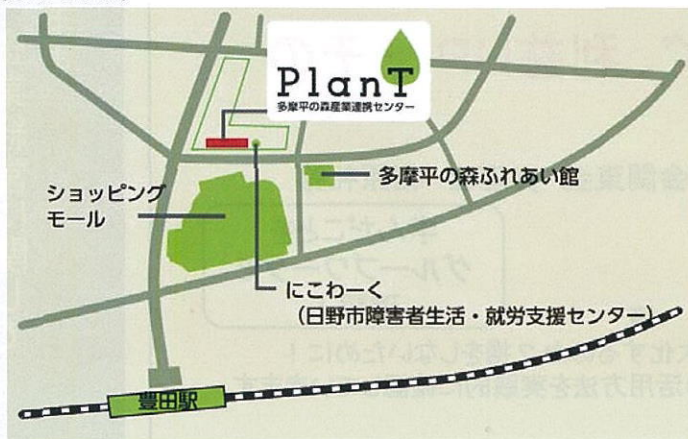 PlanT
多摩平の森産業連携センター
ショッピング
モール
多摩平の森ふれあい館
にこわーく
（日野市障害者生活・就労支援センター）
豊田駅